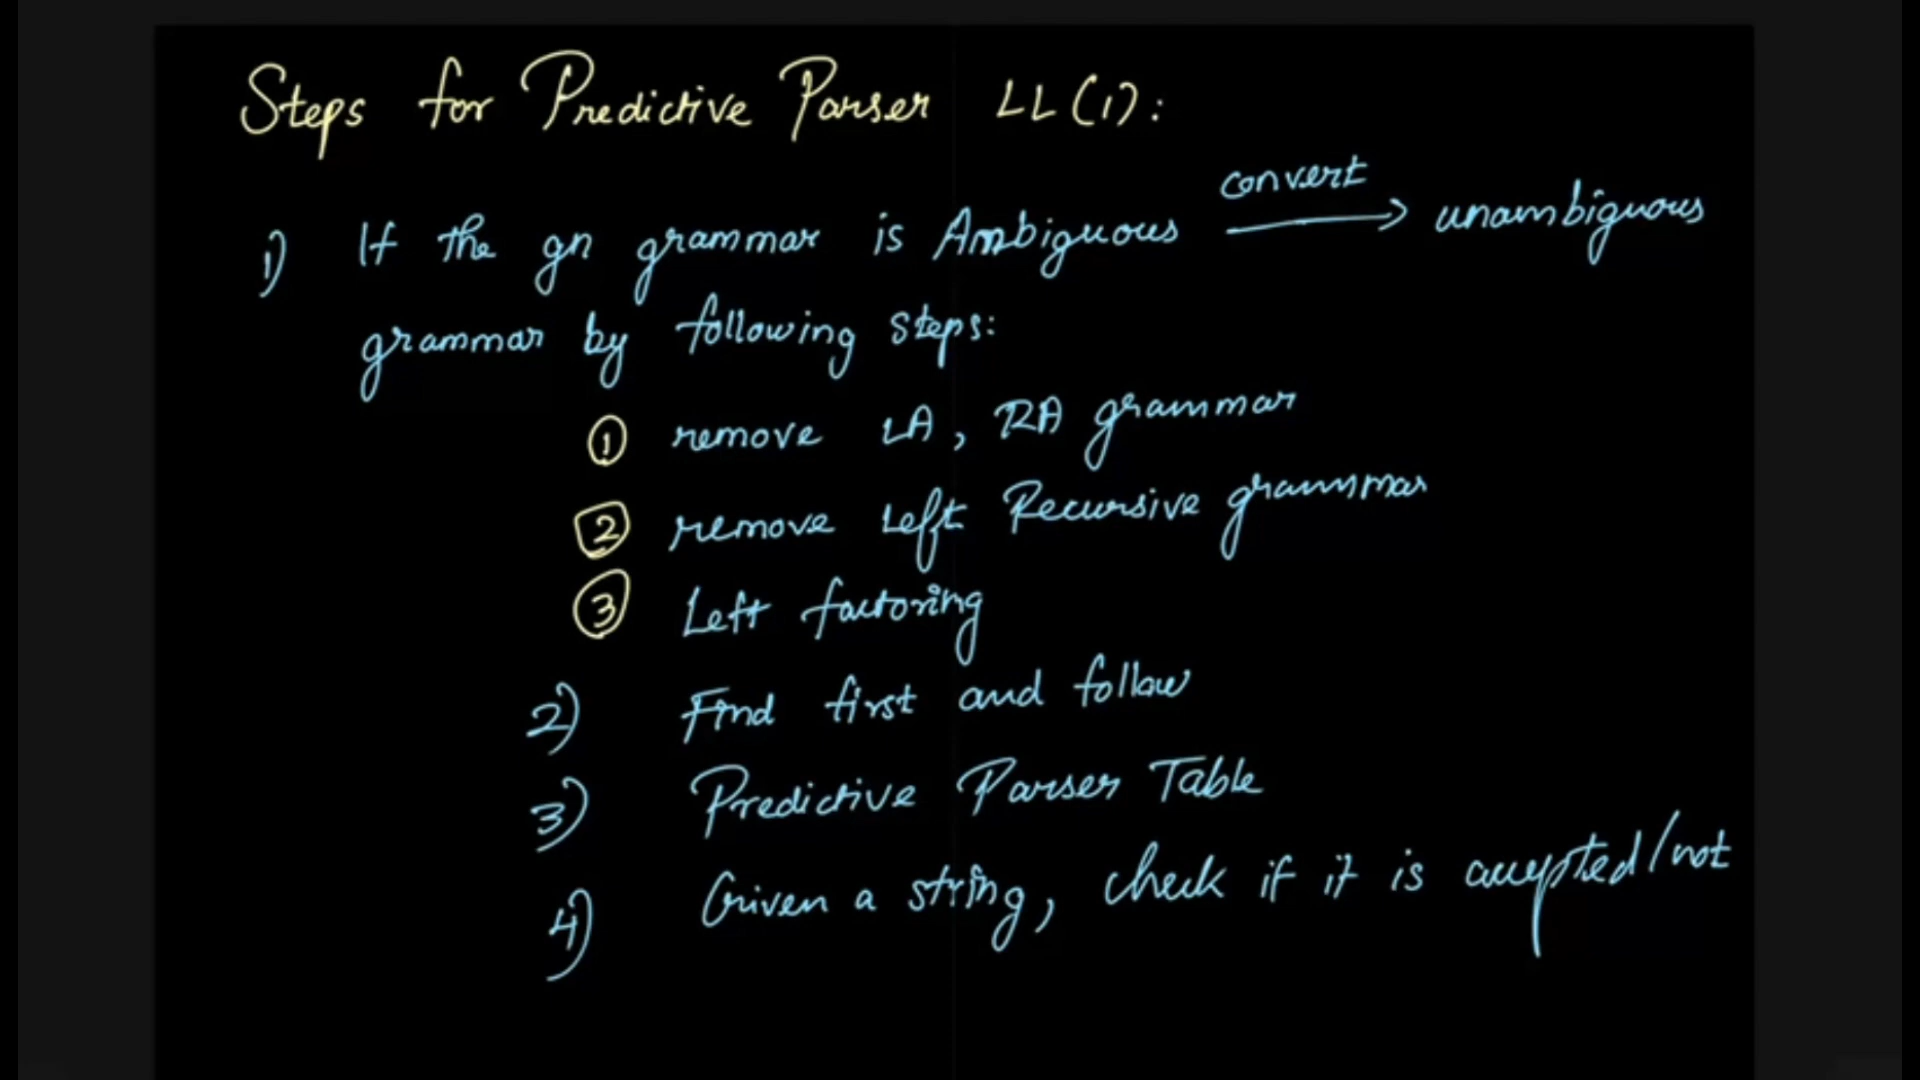 Steps for Predictive Parser LL(1):
convert
1) If the gn grammar is Ambiguous → unambiguous
grammar by following steps:
① remove LA, RA grammar
② remove Left Recursive grammar
③ Left factoring
2) Find first and follow
3) Predictive Parser Table
4) Given a string, check if it is accepted/not